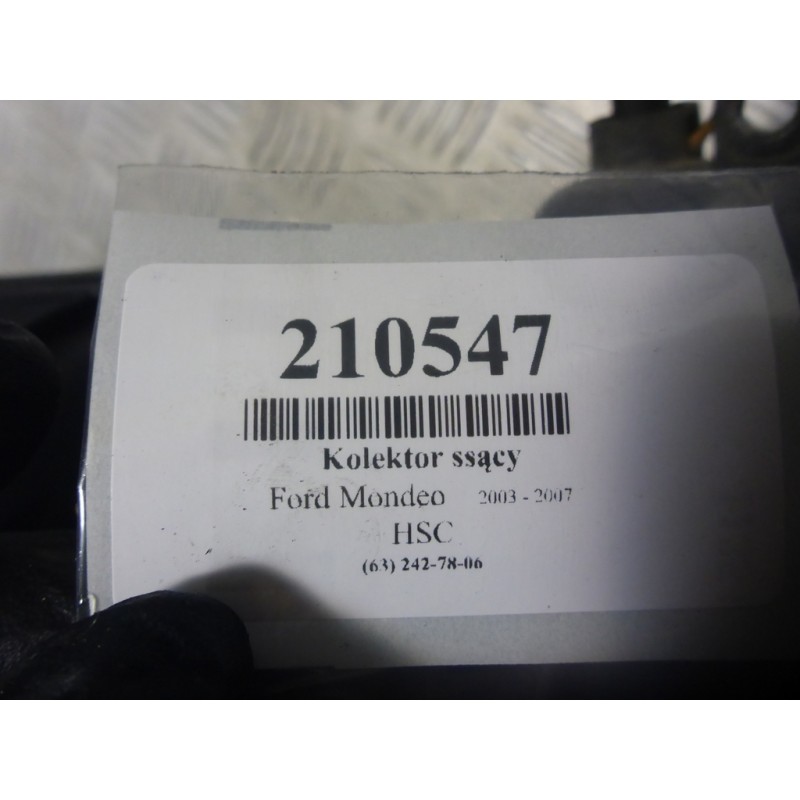 210547
Kolektor ssący
Ford Mondeo 2003 - 2007
HSC
(63) 242-78-06